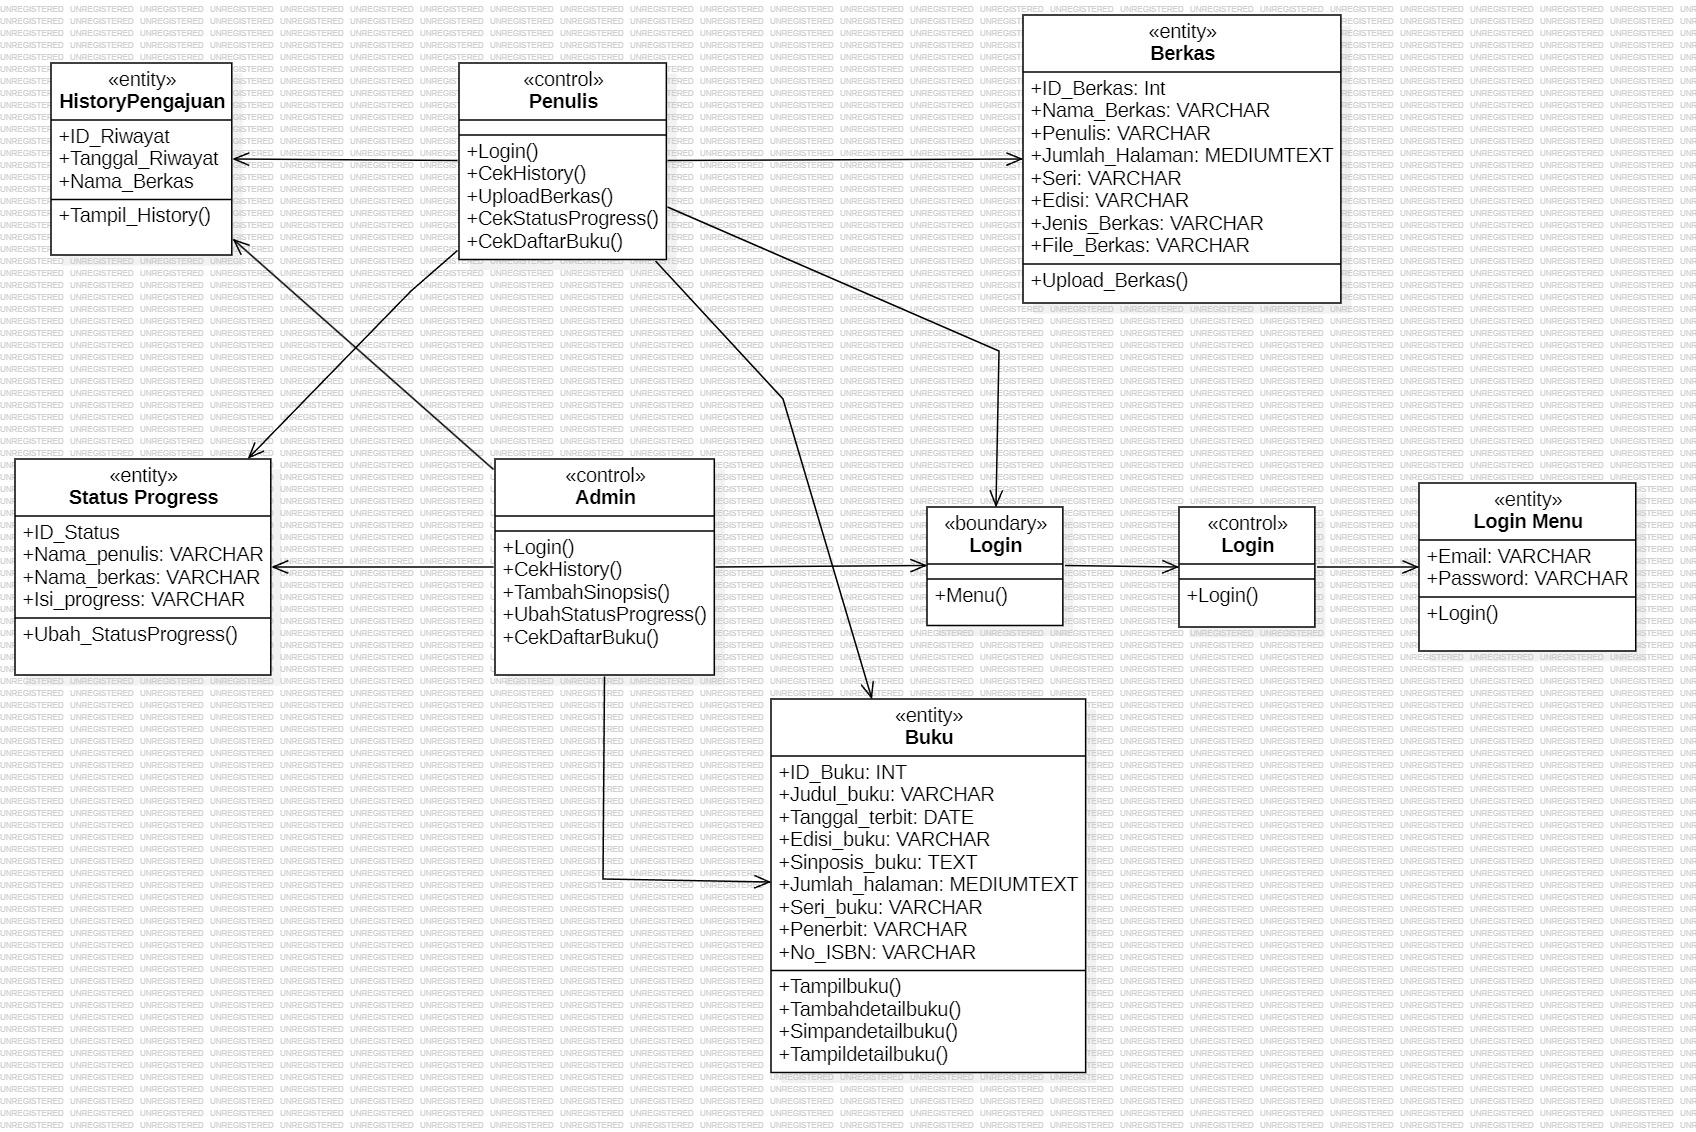 «entity»
HistoryPengajuan
+ID_Riwayat
+Tanggal_Riwayat
+Nama_Berkas
+Tampil_History()
«control»
Penulis
+Login()
+CekHistory()
+UploadBerkas()
+CekStatusProgress()
+CekDaftarBuku()
«entity»
Berkas
+ID_Berkas: Int
+Nama_Berkas: VARCHAR
+Penulis: VARCHAR
+Jumlah_Halaman: MEDIUMTEXT
+Seri: VARCHAR
+Edisi: VARCHAR
+Jenis_Berkas: VARCHAR
+File_Berkas: VARCHAR
+Upload_Berkas()
«entity»
Status Progress
+ID_Status
+Nama_penulis: VARCHAR
+Nama_berkas: VARCHAR
+Isi_progress: VARCHAR
+Ubah_StatusProgress()
«control»
Admin
+Login()
+CekHistory()
+TambahSinopsis()
+UbahStatusProgress()
+CekDaftarBuku()
«boundary»
Login
+Menu()
«control»
Login
+Login()
«entity»
Login Menu
+Email: VARCHAR
+Password: VARCHAR
+Login()
«entity»
Buku
+ID_Buku: INT
+Judul_buku: VARCHAR
+Tanggal_terbit: DATE
+Edisi_buku: VARCHAR
+Sinposis_buku: TEXT
+Jumlah_halaman: MEDIUMTEXT
+Seri_buku: VARCHAR
+Penerbit: VARCHAR
+No_ISBN: VARCHAR
+Tampilbuku()
+Tambahdetailbuku()
+Simpandetailbuku()
+Tampildetailbuku()
UNREGISTERED